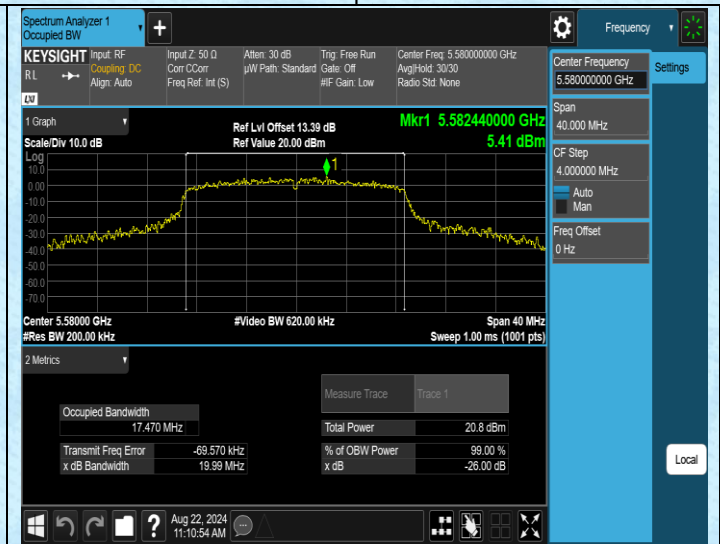 Spectrum Analyzer 1
Occupied BW
Frequency
KEYSIGHT
RL
LXI
Input: RF
Coupling: DC
Align: Auto
Input Z: 50 Ω
Corr CCorr
Freq Ref: Int (S)
Atten: 30 dB
µW Path: Standard
Trig: Free Run
Gate: Off
#IF Gain: Low
Center Freq: 5.580000000 GHz
Avg|Hold: 30/30
Radio Std: None
Center Frequency
5.580000000 GHz
Settings
Span
40.000 MHz
CF Step
4.000000 MHz
Auto
Man
Freq Offset
0 Hz
1 Graph
Scale/Div 10.0 dB
Ref Lvl Offset 13.39 dB
Ref Value 20.00 dBm
Mkr1 5.582440000 GHz
5.41 dBm
Log
10.0
0.00
-10.0
-20.0
-30.0
-40.0
-50.0
-60.0
-70.0
1
Center 5.58000 GHz
#Res BW 200.00 kHz
#Video BW 620.00 kHz
Span 40 MHz
Sweep 1.00 ms (1001 pts)
2 Metrics
Measure Trace
Trace 1
Occupied Bandwidth
17.470 MHz
Total Power
20.8 dBm
Transmit Freq Error
-69.570 kHz
% of OBW Power
99.00 %
x dB Bandwidth
19.99 MHz
x dB
-26.00 dB
Local
?
Aug 22, 2024
11:10:54 AM